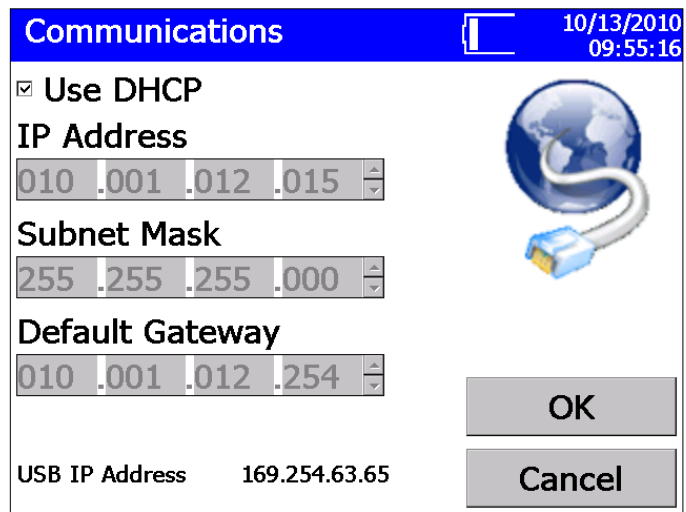 Communications
10/13/2010
09:55:16
Use DHCP
IP Address
010 .001 .012 .015
Subnet Mask
255 .255 .255 .000
Default Gateway
010 .001 .012 .254
OK
USB IP Address 169.254.63.65
Cancel